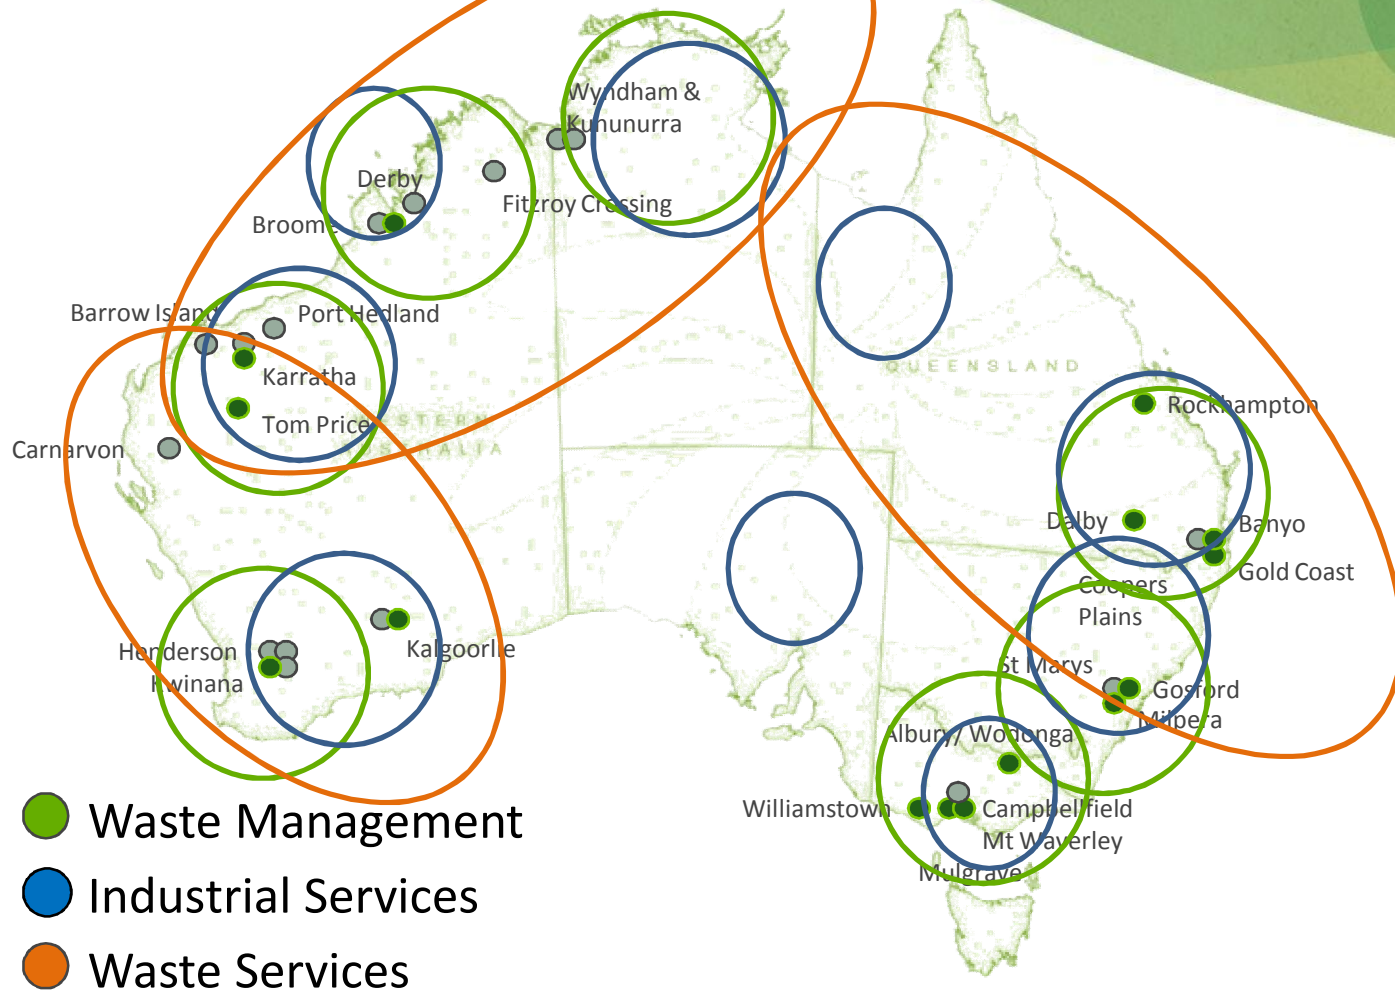 Wyndham &
Kununurra
Derby
Fitzroy Crossing
Broome
Barrow Island
Port Hedland
Karratha
Tom Price
WESTERN
AUSTRALIA
Carnarvon
QUEENSLAND
Rockhampton
Dalby
Banyo
Gold Coast
Coopers
Plains
Henderson
Kwinana
Kalgoorlie
St Marys
Gosford
Milpera
Albury/ Wodonga
Williamstown
Campbellfield
Mt Waverley
Mulgrave
Waste Management
Industrial Services
Waste Services